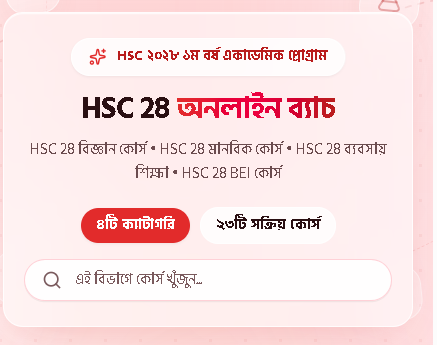 HSC ২০২৮ ১ম বর্ষ একাডেমিক প্রোগ্রাম
HSC 28 অনলাইন ব্যাচ
HSC 28 বিজ্ঞান কোর্স • HSC 28 মানবিক কোর্স • HSC 28 ব্যবসায়
শিক্ষা • HSC 28 BEI কোর্স
৪টি ক্যাটাগরি
২৩টি সক্রিয় কোর্স
এই বিভাগে কোর্স খুঁজুন...